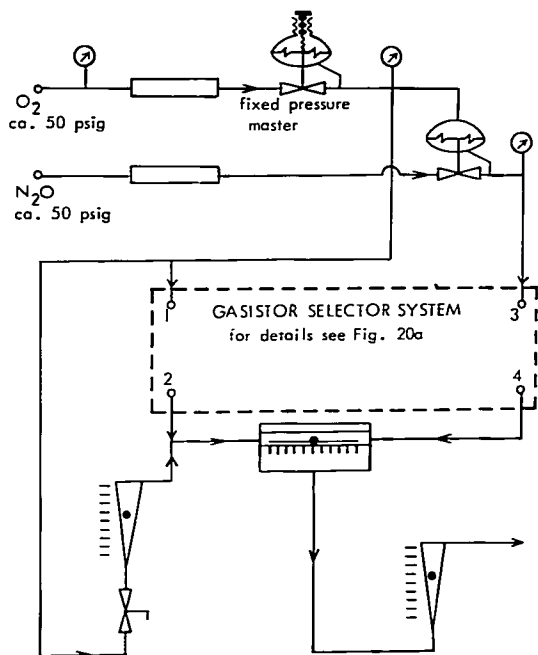 O2
ca. 50 psig
fixed pressure
master
N2O
ca. 50 psig
GASISTOR SELECTOR SYSTEM
for details see Fig. 20a
1
3
2
4